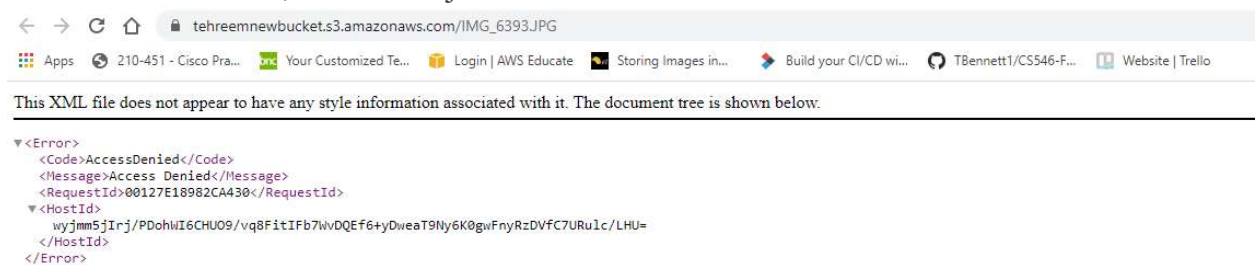 tehreemnewbucket.s3.amazonaws.com/IMG_6393.JPG
Apps 210-451 - Cisco Pra... Your Customized Te... Login | AWS Educate Storing Images in... Build your CI/CD wi... TBennett1/CS546-F... Website | Trello
This XML file does not appear to have any style information associated with it. The document tree is shown below.
▼<Error>
<Code>AccessDenied</Code>
<Message>Access Denied</Message>
<RequestId>00127E18982CA430</RequestId>
▼<HostId>
wyjmm5jIrj/PDohWI6CHUO9/vq8FitIFb7WvDQEf6+yDweaT9Ny6K0gwFnyRzDVfC7URulc/LHU=
</HostId>
</Error>